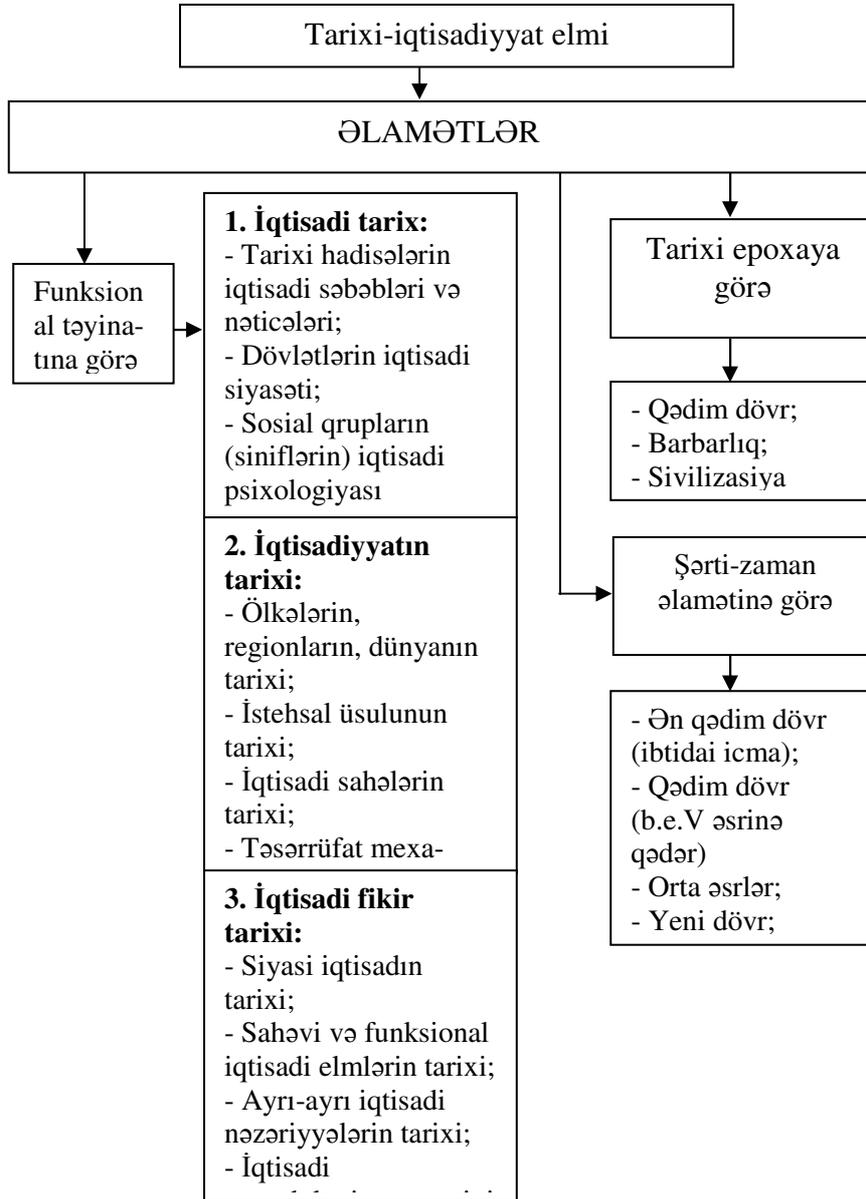 Tarixi-iqtisadiyyat elmi
ƏLAMƏTLƏR
Funksion
al təyina-
tına görə
1. İqtisadi tarix:
- Tarixi hadisələrin
iqtisadi səbəbləri və
nəticələri;
- Dövlətlərin iqtisadi
siyasəti;
- Sosial qrupların
(siniflərin) iqtisadi
psixologiyası
2. İqtisadiyyatın
tarixi:
- Ölkələrin,
regionların, dünyanın
tarixi;
- İstehsal üsulunun
tarixi;
- İqtisadi sahələrin
tarixi;
- Təsərrüfat mexa-
3. İqtisadi fikir
tarixi:
- Siyasi iqtisadın
tarixi;
- Sahəvi və funksional
iqtisadi elmlərin tarixi;
- Ayrı-ayrı iqtisadi
nəzəriyyələrin tarixi;
- İqtisadi
Tarixi epoxaya
görə
- Qədim dövr;
- Barbarlıq;
- Sivilizasiya
Şərti-zaman
əlamətinə görə
- Ən qədim dövr
(ibtidai icma);
- Qədim dövr
(b.e.V əsrinə
qədər)
- Orta əsrlər;
- Yeni dövr;